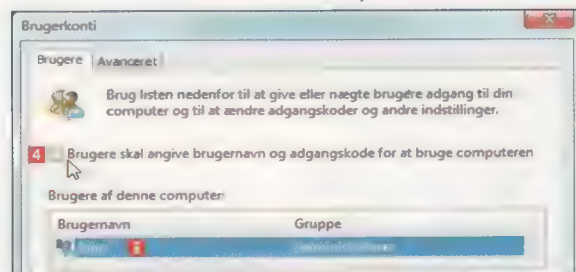 Brugerkonti
Brugere Avanceret
Brug listen nedenfor til at give eller nægte brugere adgang til din
computer og til at ændre adgangskoder og andre indstillinger.
4 Brugere skal angive brugernavn og adgangskode for at bruge computeren
Brugere af denne computer:
Brugernavn Gruppe